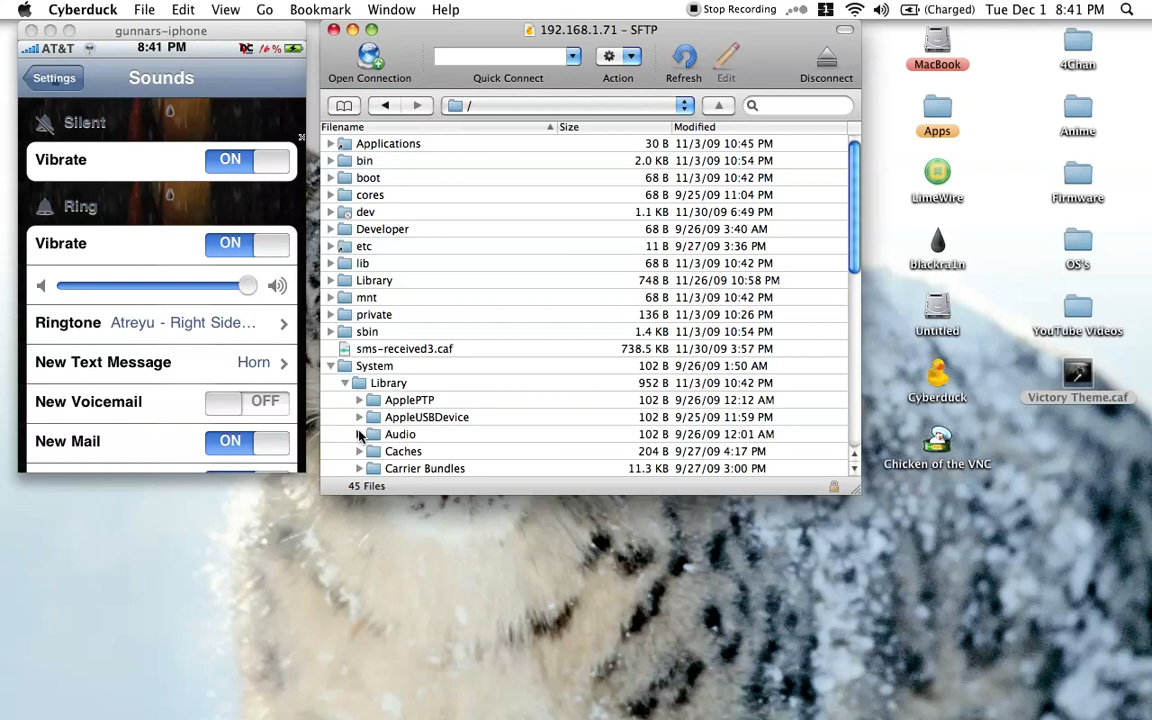 Cyberduck File Edit View Go Bookmark Window Help Stop Recording (Charged) Tue Dec 1 8:41 PM
gunnars-iphone
AT&T 8:41 PM
Settings Sounds
Silent
Vibrate ON
Ring
Vibrate ON
Ringtone Atreyu - Right Side...
New Text Message Horn
New Voicemail OFF
New Mail ON
192.168.1.71 – SFTP
Open Connection Quick Connect Action Refresh Edit Disconnect
/
Filename Size Modified
Applications 30 B 11/3/09 10:45 PM
bin 2.0 KB 11/3/09 10:54 PM
boot 68 B 11/3/09 10:42 PM
cores 68 B 9/25/09 11:04 PM
dev 1.1 KB 11/30/09 6:49 PM
Developer 68 B 9/27/09 3:40 AM
etc 11 B 9/27/09 3:36 PM
lib 68 B 11/3/09 10:42 PM
Library 748 B 11/26/09 10:58 PM
mnt 68 B 11/3/09 10:42 PM
private 136 B 11/3/09 10:26 PM
sbin 1.4 KB 11/3/09 10:54 PM
sms-received3.caf 738.5 KB 11/30/09 3:57 PM
System 102 B 9/26/09 1:50 AM
Library 952 B 11/3/09 10:42 PM
ApplePTP 102 B 9/26/09 12:12 AM
AppleUSBDevice 102 B 9/25/09 11:59 PM
Audio 102 B 9/26/09 12:01 AM
Caches 204 B 9/27/09 4:17 PM
Carrier Bundles 11.3 KB 9/27/09 3:00 PM
45 Files
MacBook
4Chan
Apps
Anime
LimeWire
Firmware
blackra1n
OS's
Untitled
YouTube Videos
Cyberduck
Victory Theme.caf
Chicken of the VNC